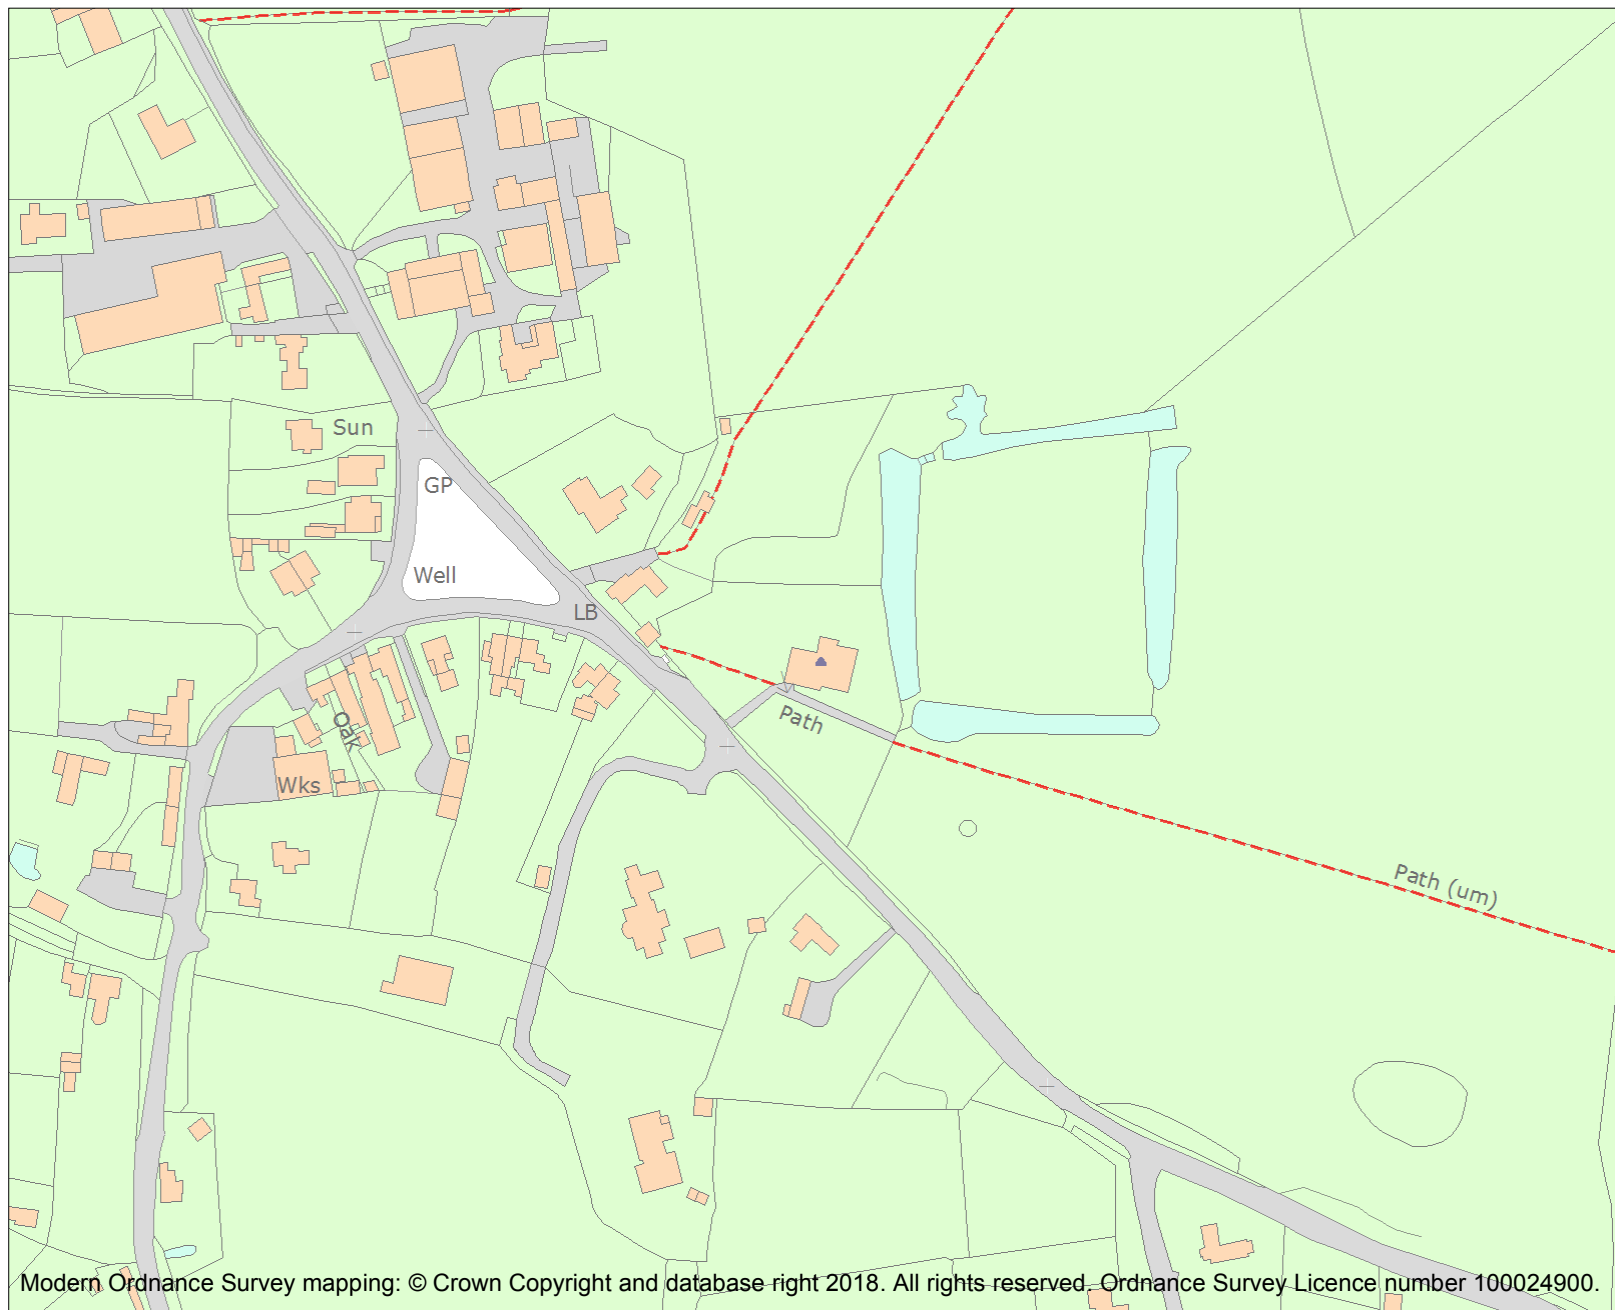 Sun
GP
Well
LB
Path
Oak
Wks
Path (um)
Modern Ordnance Survey mapping: © Crown Copyright and database right 2018. All rights reserved. Ordnance Survey Licence number 100024900.